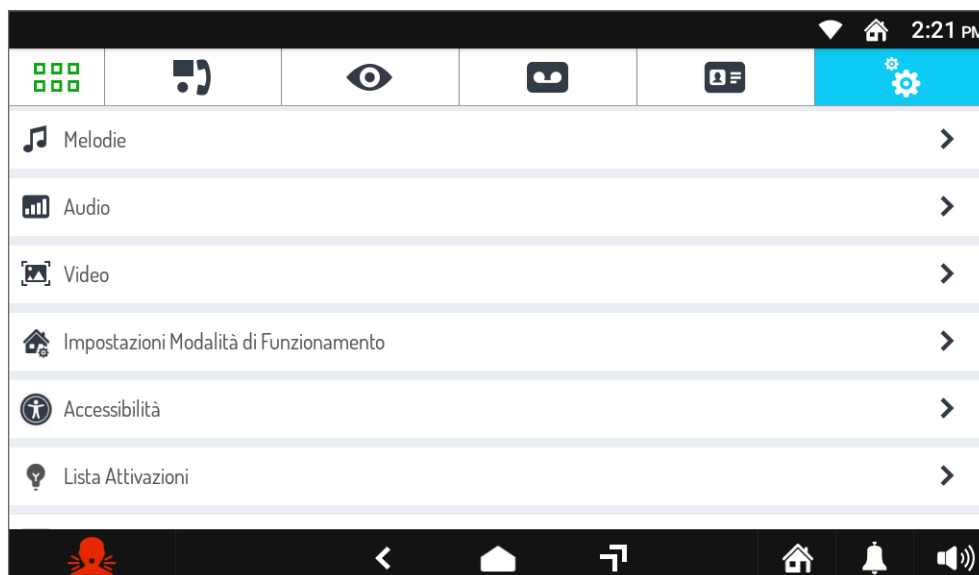 2:21 PM
Melodie
Audio
Video
Impostazioni Modalità di Funzionamento
Accessibilità
Lista Attivazioni